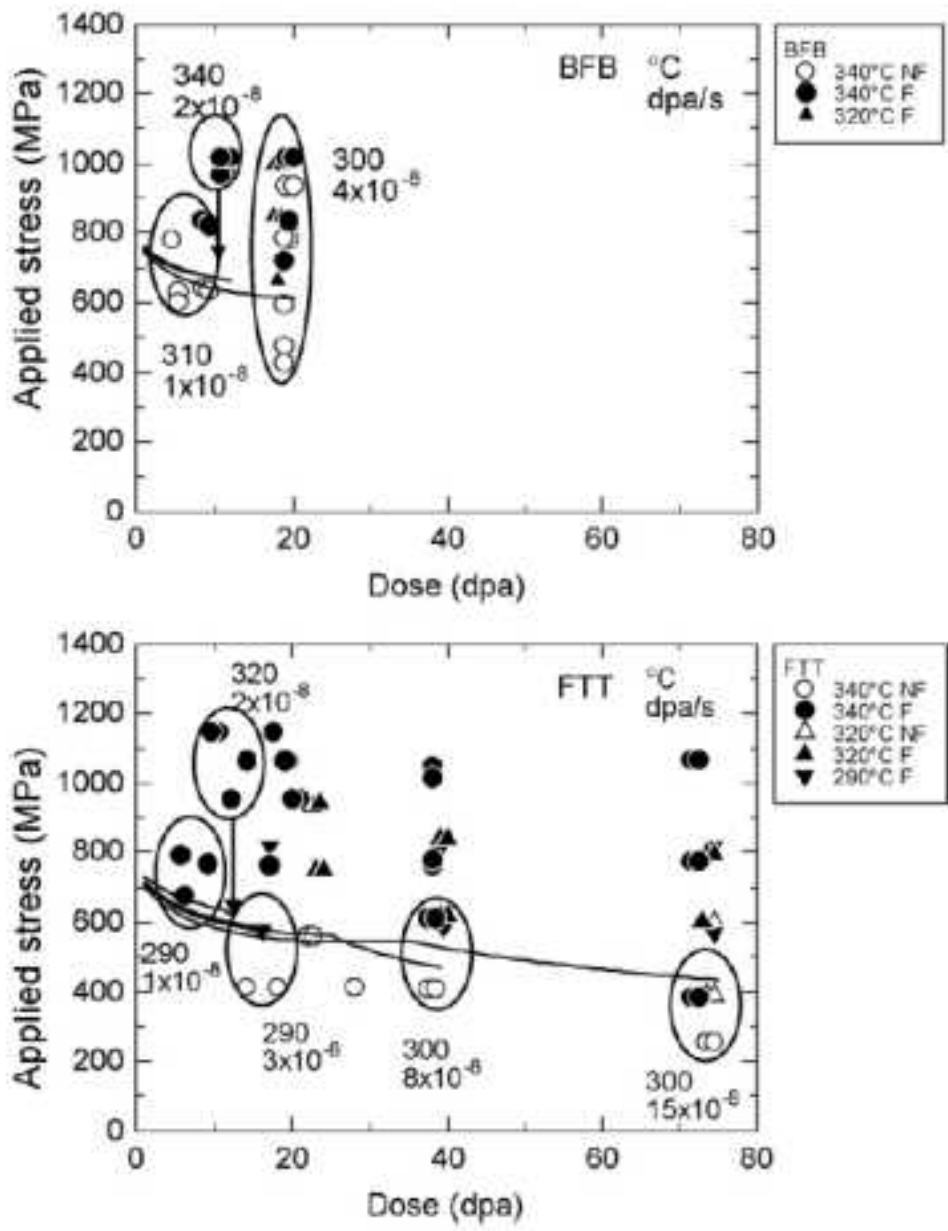 1400
1200
1000
800
600
400
200
0
Applied stress (MPa)
BFB °C
dpa/s
340
2x10⁻⁸
300
4x10⁻⁸
310
1x10⁻⁸
0 20 40 60 80
Dose (dpa)
BFB
340°C NF
340°C F
320°C F
1400
1200
1000
800
600
400
200
0
Applied stress (MPa)
FTT °C
dpa/s
320
2x10⁻⁸
290
1x10⁻⁸
290
3x10⁻⁸
300
8x10⁻⁸
300
15x10⁻⁸
0 20 40 60 80
Dose (dpa)
FTT
340°C NF
340°C F
320°C NF
320°C F
290°C F